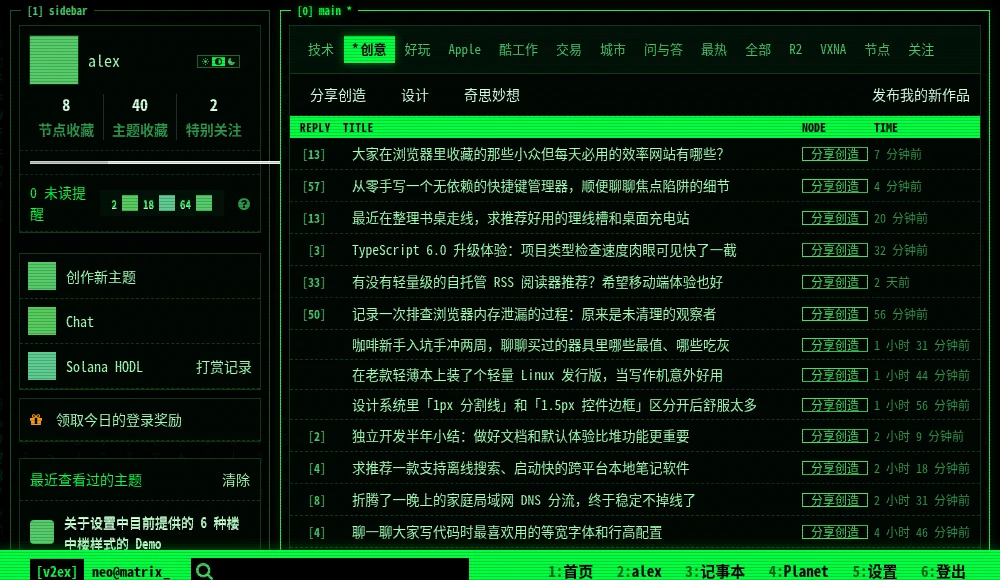 [1] sidebar
alex
8 40 2
节点收藏 主题收藏 特别关注
0 未读提醒
2 18 64
创作新主题
Chat
Solana HODL 打赏记录
领取今日的登录奖励
最近查看过的主题 清除
关于设置中目前提供的 6 种楼
中楼样式的 Demo
[0] main *
技术 *创意 好玩 Apple 酷工作 交易 城市 问与答 最热 全部 R2 VXNA 节点 关注
分享创造 设计 奇思妙想 发布我的新作品
REPLY TITLE NODE TIME
[13] 大家在浏览器里收藏的那些小众但每天必用的效率网站有哪些? 分享创造 7 分钟前
[57] 从零手写一个无依赖的快捷键管理器，顺便聊聊焦点陷阱的细节 分享创造 4 分钟前
[13] 最近在整理书桌走线，求推荐好用的理线槽和桌面充电站 分享创造 20 分钟前
[3] TypeScript 6.0 升级体验：项目类型检查速度肉眼可见快了一截 分享创造 32 分钟前
[33] 有没有轻量级的自托管 RSS 阅读器推荐？希望移动端体验也好 分享创造 2 天前
[50] 记录一次排查浏览器内存泄漏的过程：原来是未清理的观察者 分享创造 56 分钟前
咖啡新手入坑手冲两周，聊聊买过的器具里哪些最值、哪些吃灰 分享创造 1 小时 31 分钟前
在老款轻薄本上装了个轻量 Linux 发行版，当写作机意外好用 分享创造 1 小时 44 分钟前
设计系统里「1px 分割线」和「1.5px 控件边框」区分开后舒服太多 分享创造 1 小时 56 分钟前
[2] 独立开发半年小结：做好文档和默认体验比堆功能更重要 分享创造 2 小时 9 分钟前
[4] 求推荐一款支持离线搜索、启动快的跨平台本地笔记软件 分享创造 2 小时 18 分钟前
[8] 折腾了一晚上的家庭局域网 DNS 分流，终于稳定不掉线了 分享创造 2 小时 31 分钟前
[4] 聊一聊大家写代码时最喜欢用的等宽字体和行高配置 分享创造 4 小时 46 分钟前
[v2ex] neo@matrix_ 1:首页 2:alex 3:记事本 4:Planet 5:设置 6:登出